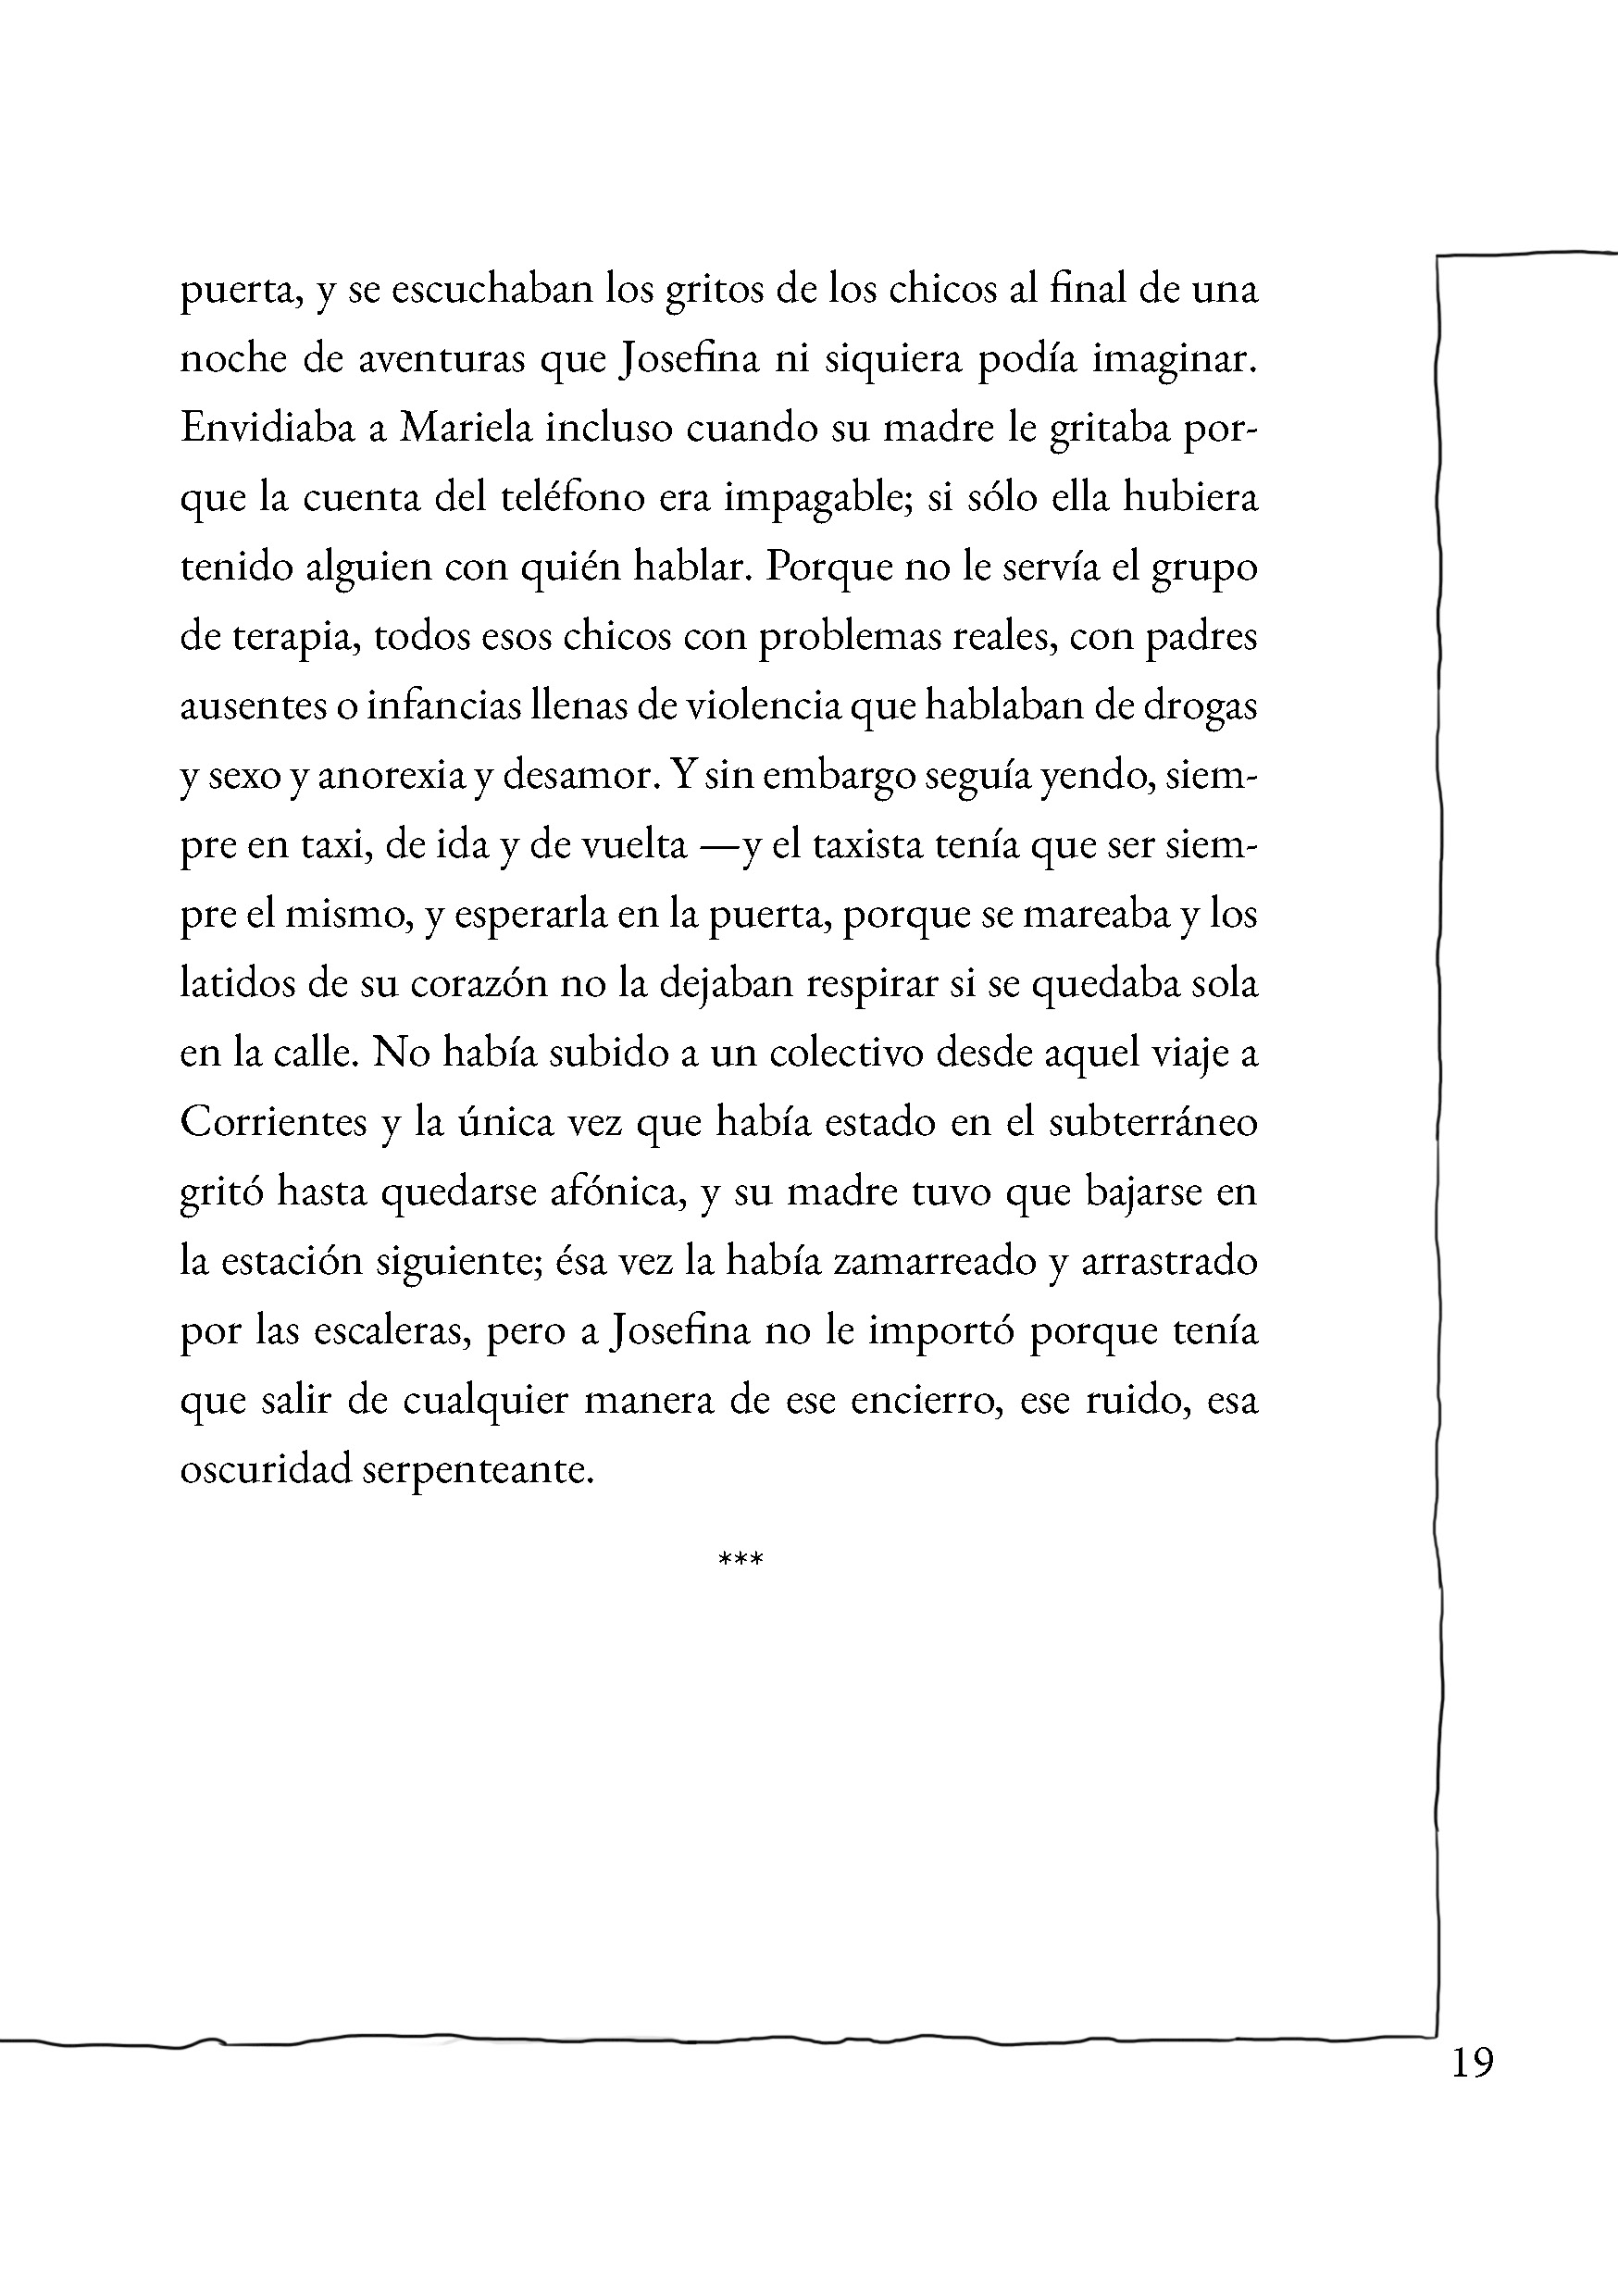 puerta, y se escuchaban los gritos de los chicos al final de una
noche de aventuras que Josefina ni siquiera podía imaginar.
Envidiaba a Mariela incluso cuando su madre le gritaba por-
que la cuenta del teléfono era impagable; si sólo ella hubiera
tenido alguien con quién hablar. Porque no le servía el grupo
de terapia, todos esos chicos con problemas reales, con padres
ausentes o infancias llenas de violencia que hablaban de drogas
y sexo y anorexia y desamor. Y sin embargo seguía yendo, siem-
pre en taxi, de ida y de vuelta —y el taxista tenía que ser siem-
pre el mismo, y esperarla en la puerta, porque se mareaba y los
latidos de su corazón no la dejaban respirar si se quedaba sola
en la calle. No había subido a un colectivo desde aquel viaje a
Corrientes y la única vez que había estado en el subterráneo
gritó hasta quedarse afónica, y su madre tuvo que bajarse en
la estación siguiente; ésa vez la había zamarreado y arrastrado
por las escaleras, pero a Josefina no le importó porque tenía
que salir de cualquier manera de ese encierro, ese ruido, esa
oscuridad serpenteante.
***
19